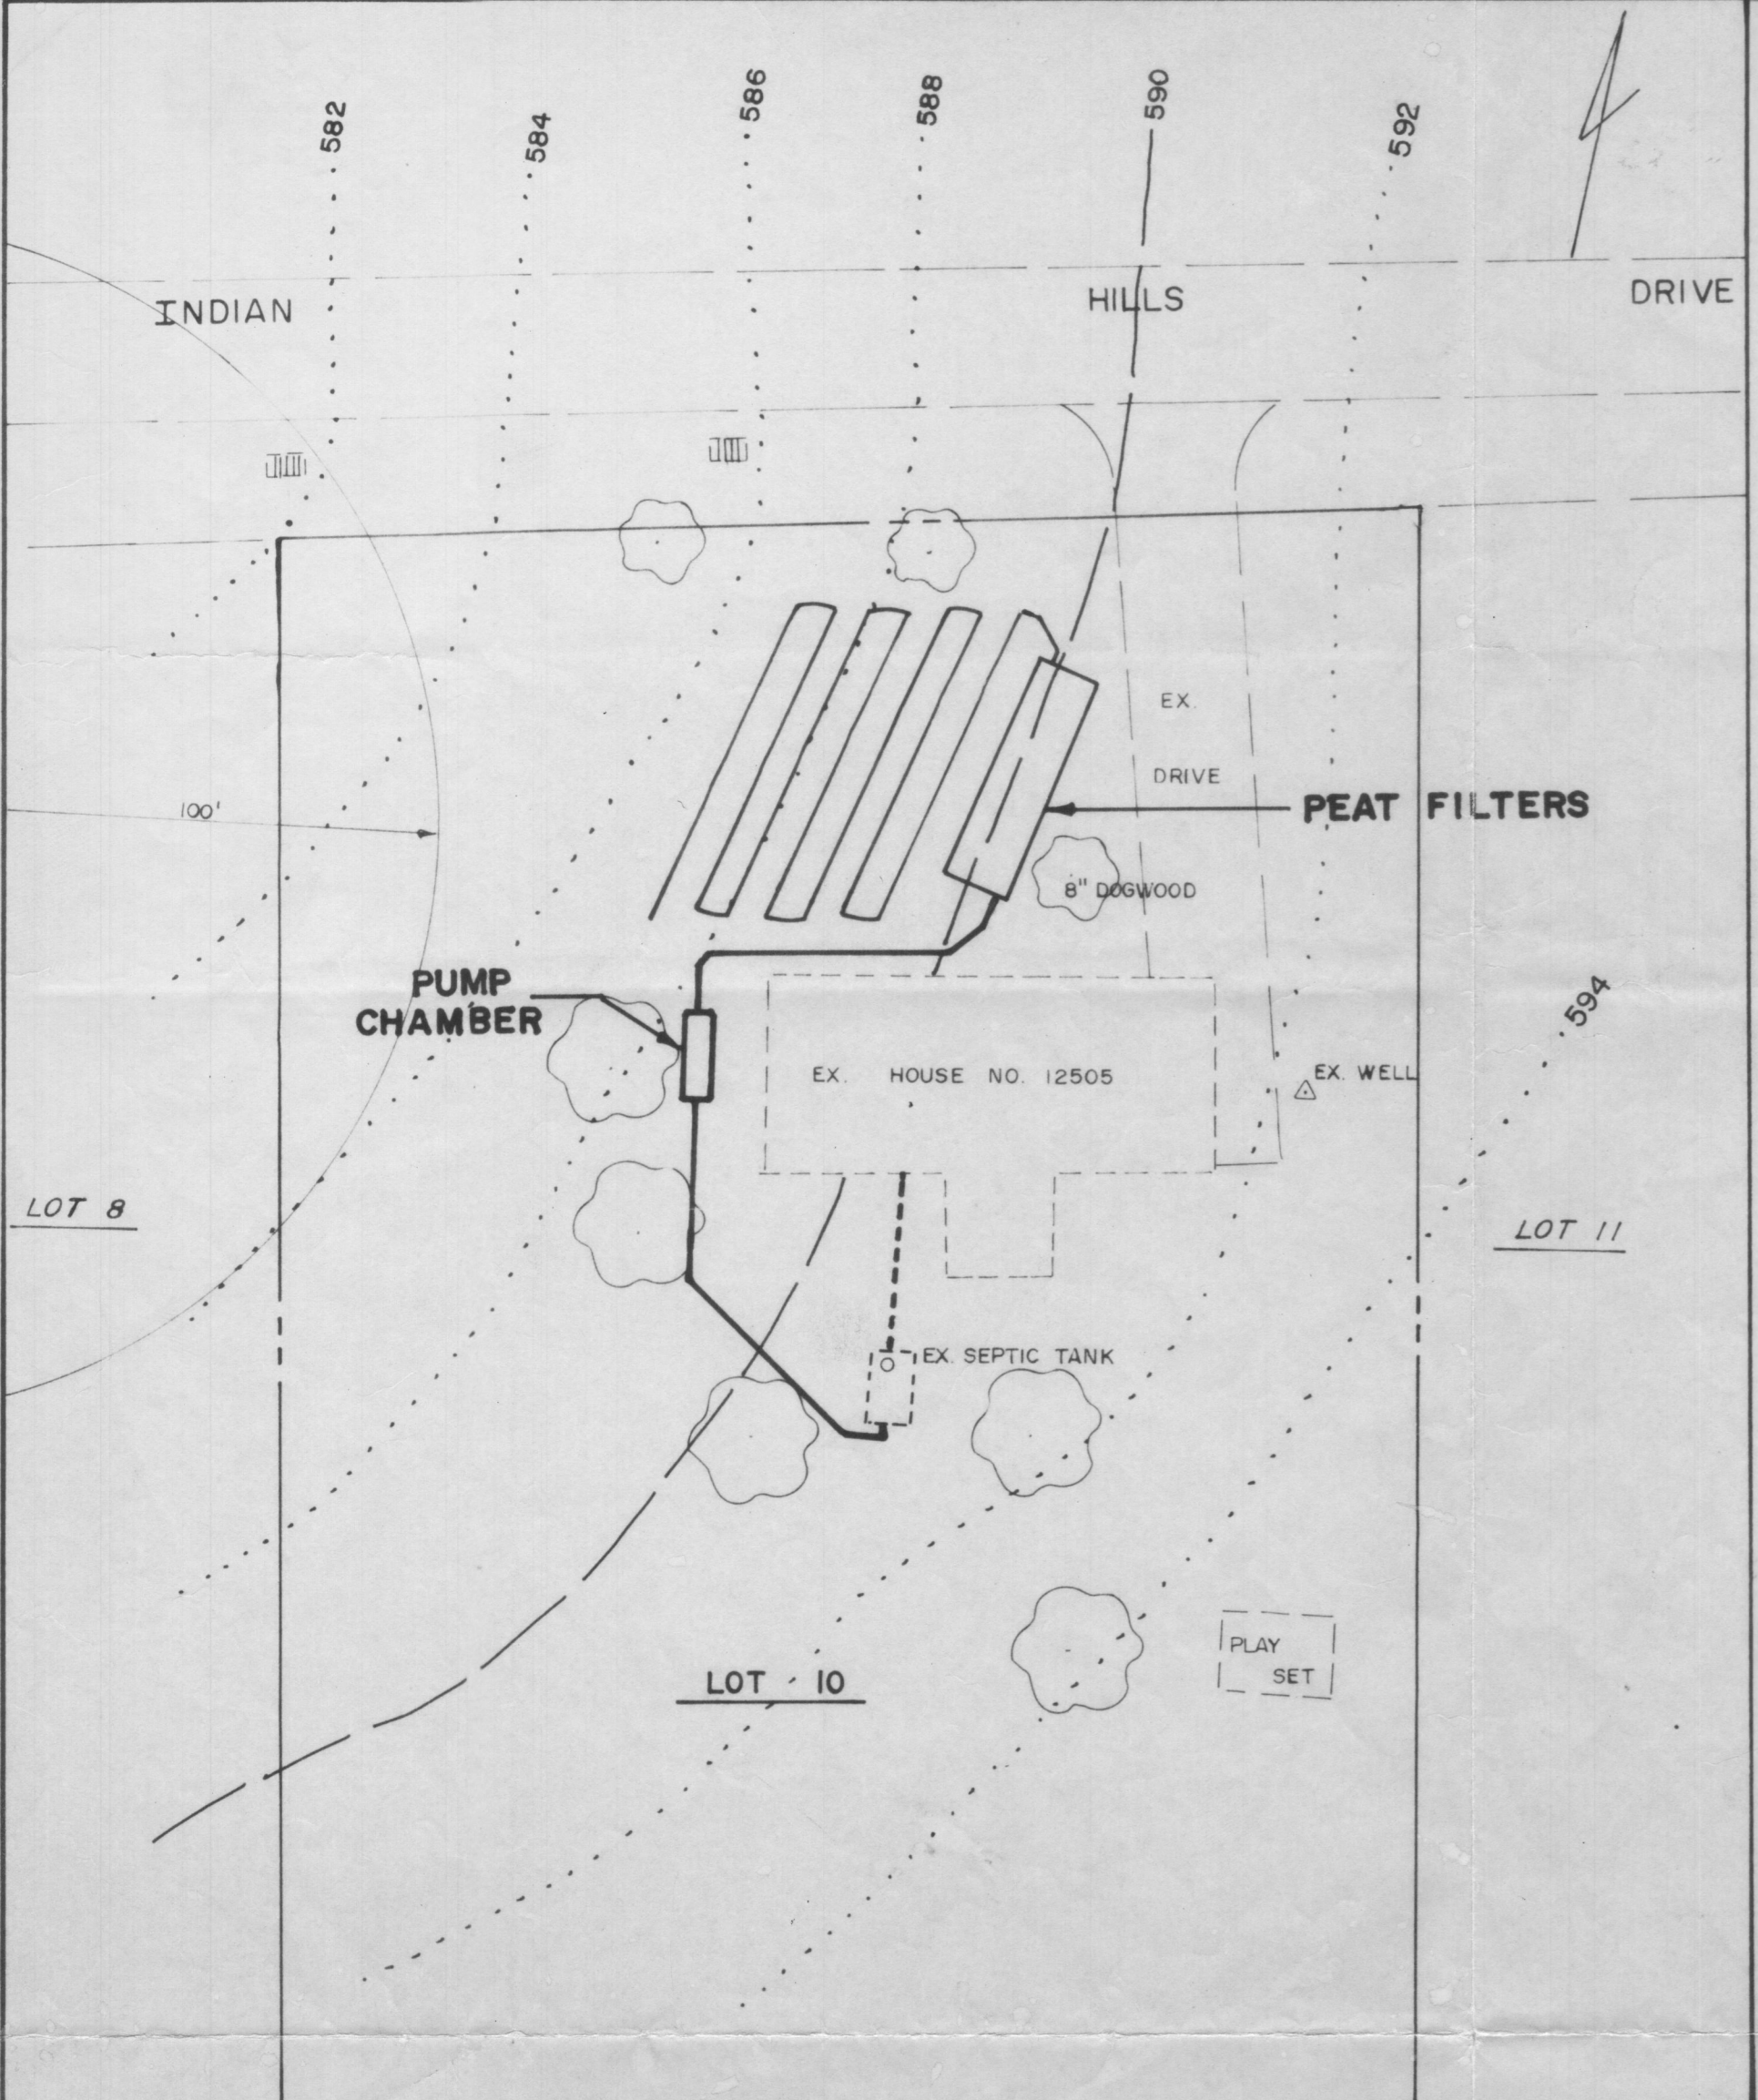 582
584
586
588
590
592
INDIAN HILLS DRIVE
EX.
DRIVE
100'
PEAT FILTERS
8" DOGWOOD
PUMP
CHAMBER
594
EX. HOUSE NO. 12505
EX. WELL
LOT 8
LOT 11
EX. SEPTIC TANK
PLAY
SET
LOT 10